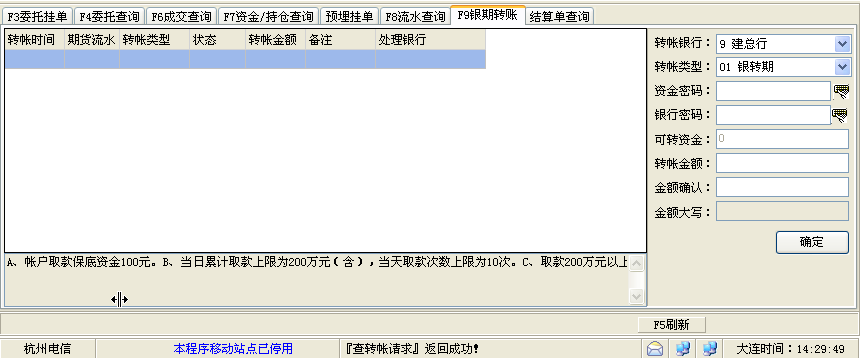 F3委托挂单 F4委托查询 F6成交查询 F7资金/持仓查询 预埋挂单 F8流水查询 F9银期转账 结算单查询
转帐时间 期货流水 转帐类型 状态 转帐金额 备注 处理银行
转帐银行： 9 建总行
转帐类型： 01 银转期
资金密码：
银行密码：
可转资金： 0
转帐金额：
金额确认：
金额大写：
确定
A、帐户取款保底资金100元。B、当日累计取款上限为200万元（含），当天取款次数上限为10次。C、取款200万元以上
F5刷新
杭州电信 本程序移动站点已停用 『查转帐请求』返回成功! 大连时间：14:29:49